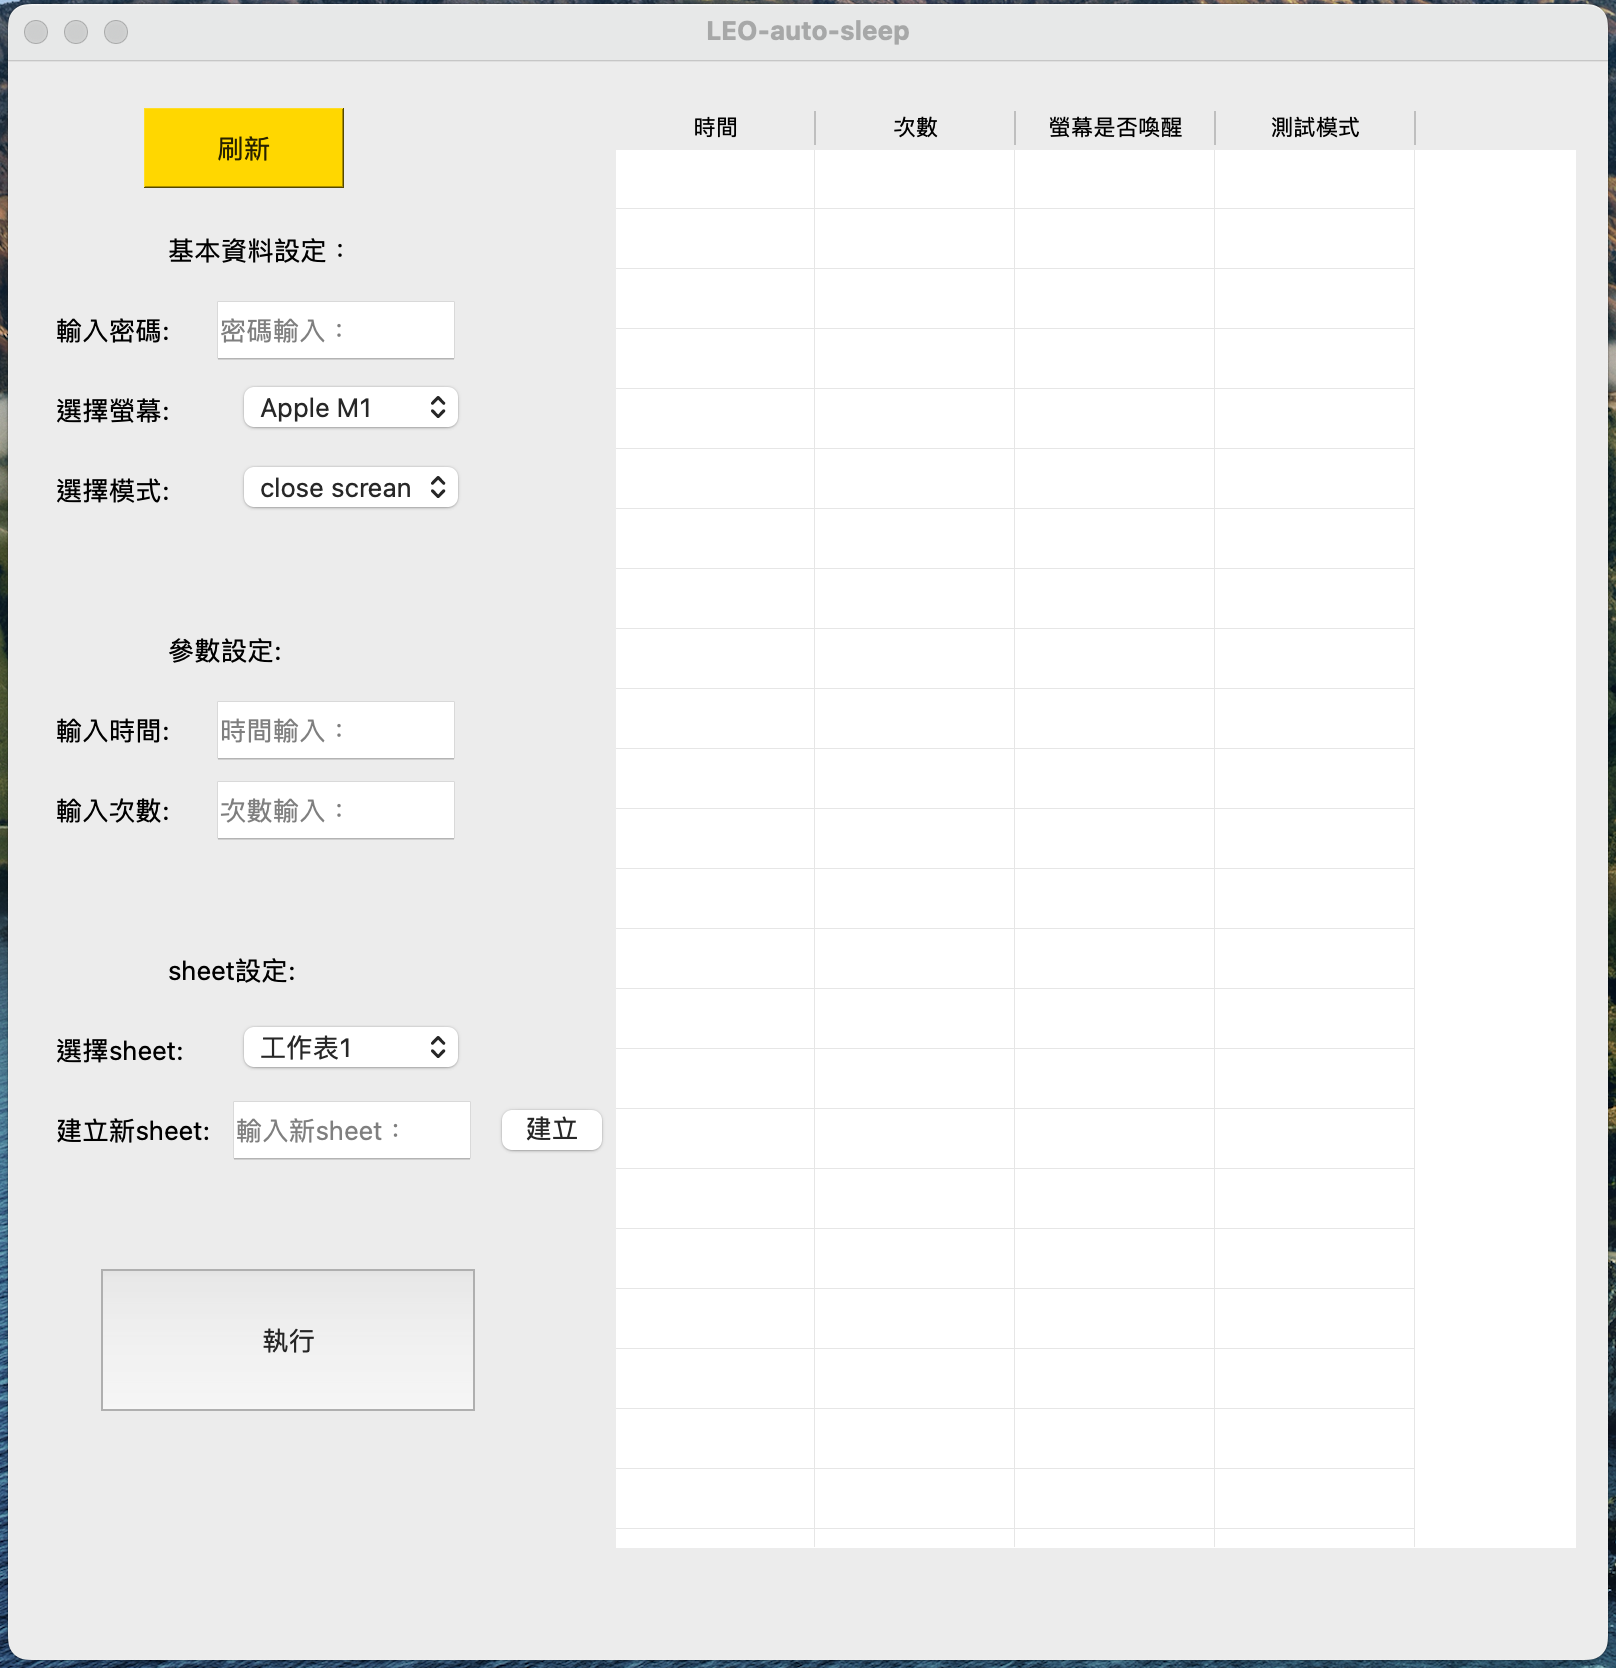 LEO-auto-sleep
刷新
基本資料設定：
輸入密碼:
密碼輸入：
選擇螢幕:
Apple M1
選擇模式:
close screan
參數設定:
輸入時間:
時間輸入：
輸入次數:
次數輸入：
sheet設定:
選擇sheet:
工作表1
建立新sheet:
輸入新sheet：
建立
執行
時間
次數
螢幕是否喚醒
測試模式